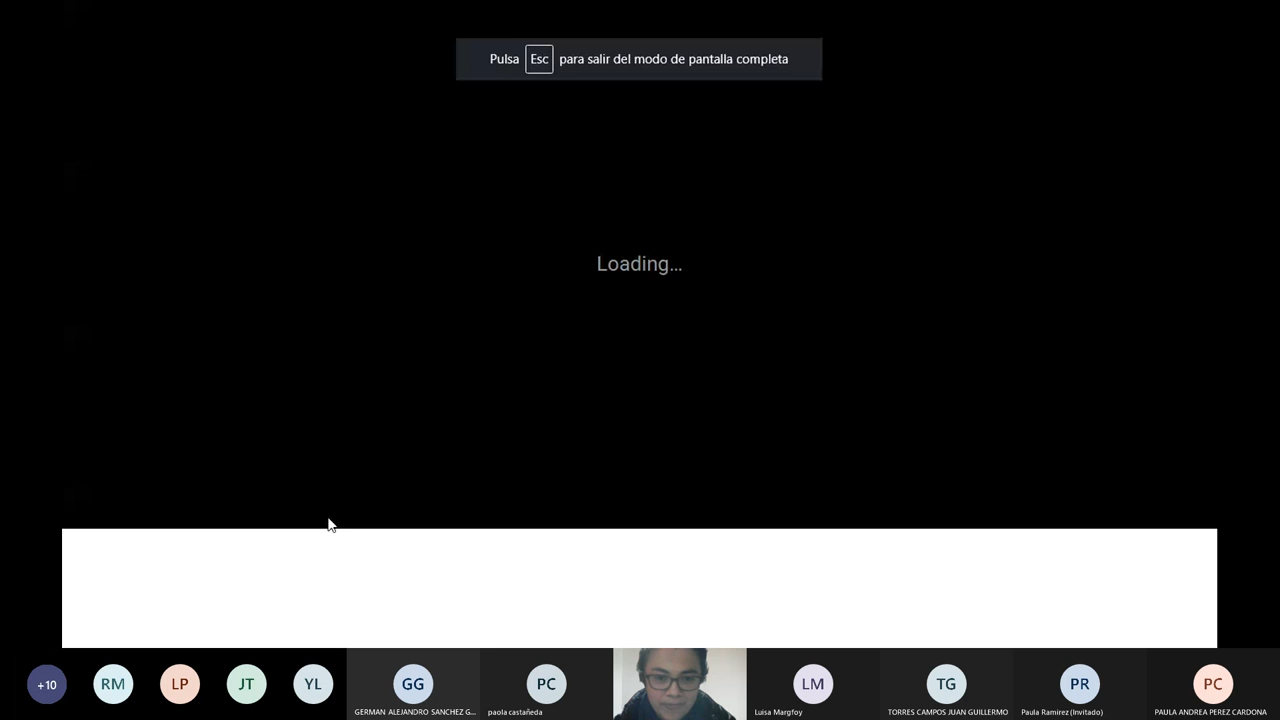 Pulsa Esc para salir del modo de pantalla completa
Loading...
+10 RM LP JT YL GG PC LM TG PR PC
GERMAN ALEJANDRO SANCHEZ G... paola castañeda Luisa Margfoy TORRES CAMPOS JUAN GUILLERMO Paula Ramirez (Invitado) PAULA ANDREA PEREZ CARDONA